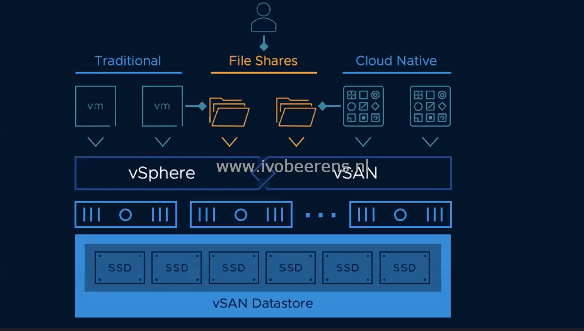 Traditional
File Shares
Cloud Native
vm
vm
www.ivobeerens.nl
vSphere
vSAN
SSD
SSD
SSD
SSD
SSD
SSD
vSAN Datastore